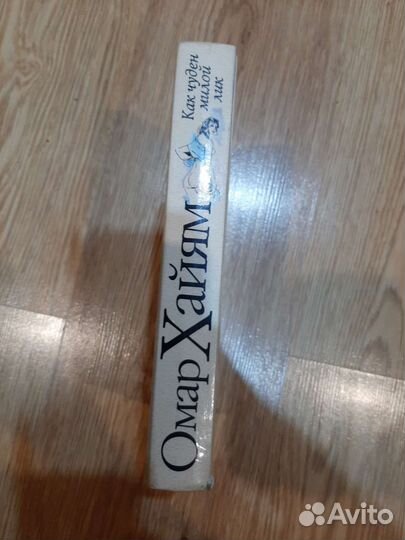 Омар Хайям
Как чуден
милой
лик
Avito